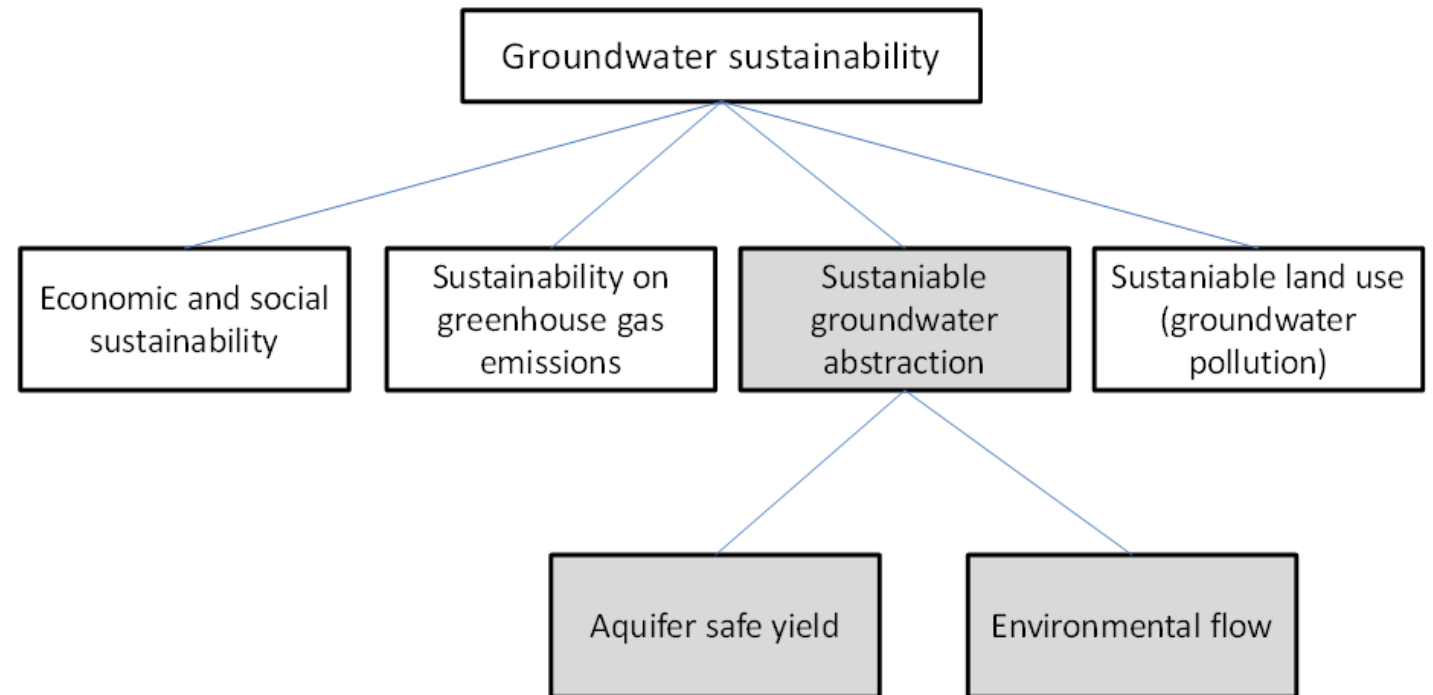 Groundwater sustainability
Economic and social
sustainability
Sustainability on
greenhouse gas
emissions
Sustaniable
groundwater
abstraction
Sustaniable land use
(groundwater
pollution)
Aquifer safe yield
Environmental flow